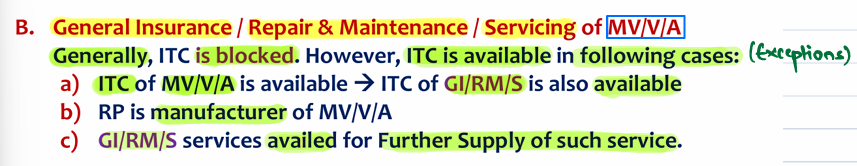 B. General Insurance / Repair & Maintenance / Servicing of MV/V/A
Generally, ITC is blocked. However, ITC is available in following cases: (Exceptions)
a) ITC of MV/V/A is available → ITC of GI/RM/S is also available
b) RP is manufacturer of MV/V/A
c) GI/RM/S services availed for Further Supply of such service.